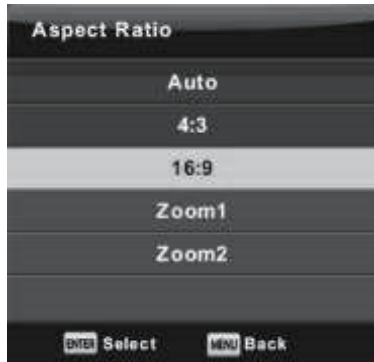 Aspect Ratio
Auto
4:3
16:9
Zoom1
Zoom2
ENTER Select MENU Back